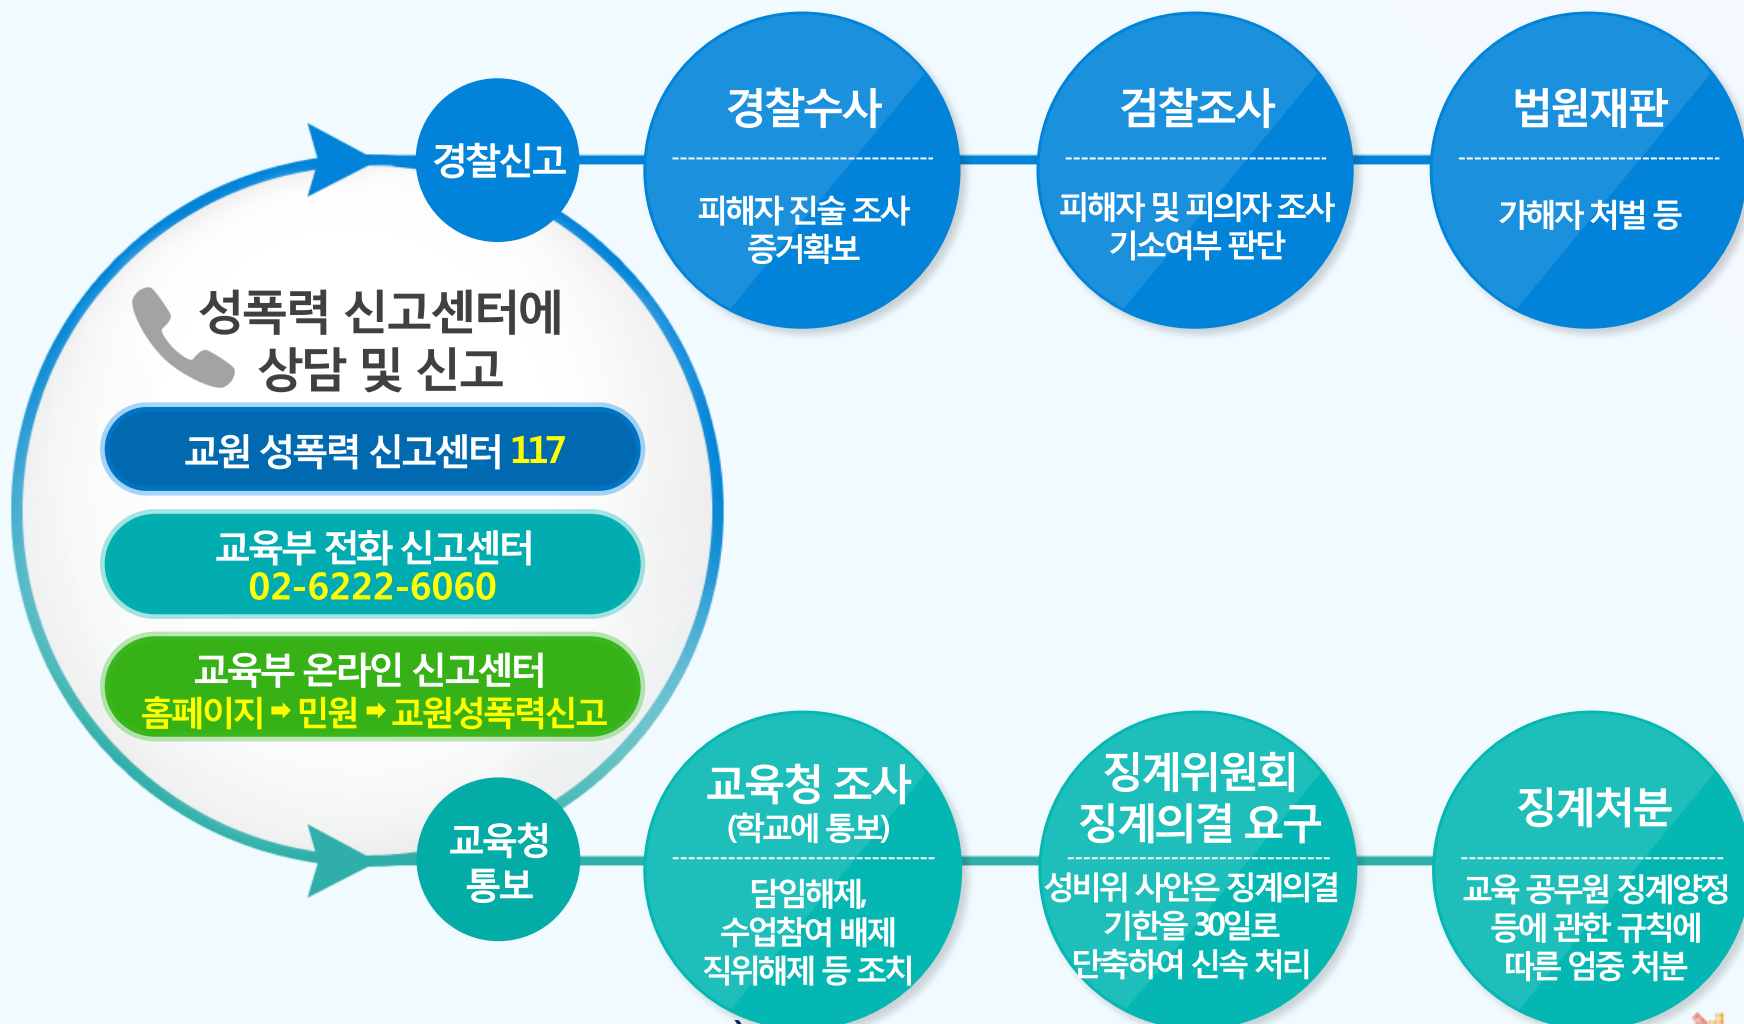 성폭력 신고센터에
상담 및 신고
교원 성폭력 신고센터 117
교육부 전화 신고센터
02-6222-6060
교육부 온라인 신고센터
홈페이지 ➡ 민원 ➡ 교원성폭력신고
경찰신고
경찰수사
피해자 진술 조사
증거확보
검찰조사
피해자 및 피의자 조사
기소여부 판단
법원재판
가해자 처벌 등
교육청
통보
교육청 조사
(학교에 통보)
담임해제,
수업참여 배제
직위해제 등 조치
징계위원회
징계의결 요구
성비위 사안은 징계의결
기한을 30일로
단축하여 신속 처리
징계처분
교육 공무원 징계양정
등에 관한 규칙에
따른 엄중 처분